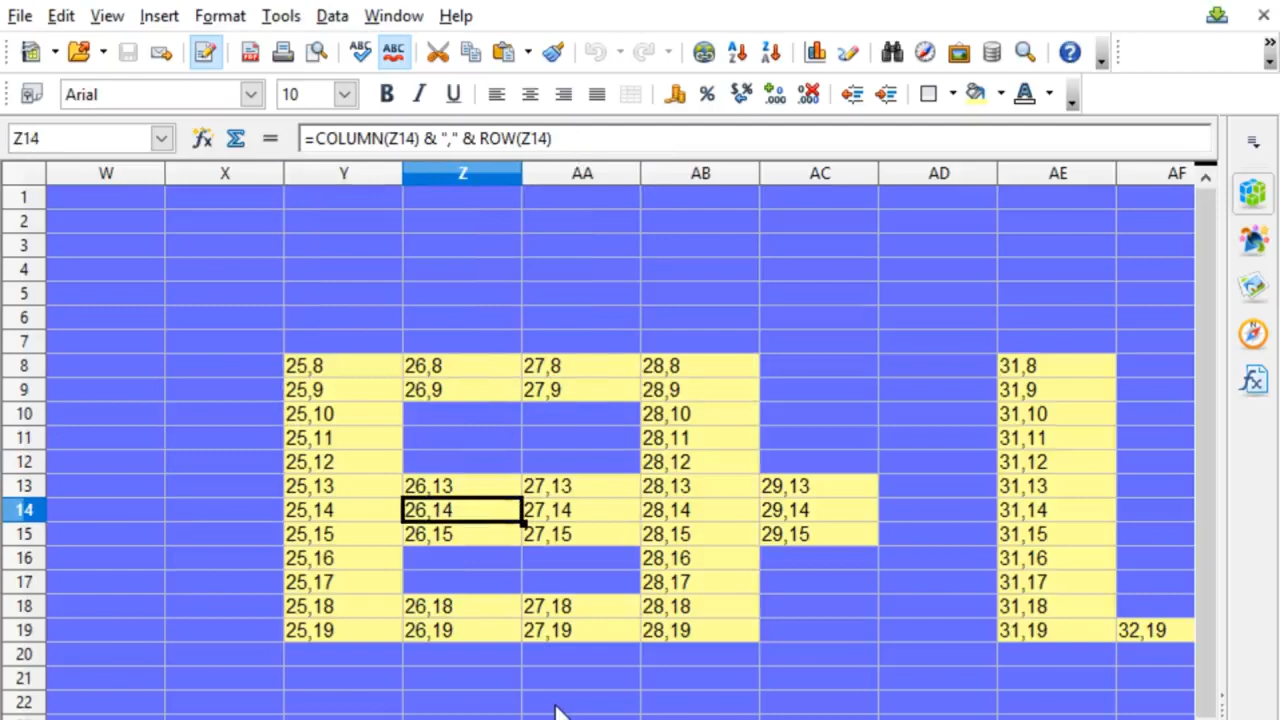 File Edit View Insert Format Tools Data Window Help
ABC ABC
Arial 10 B I U
Z14 =COLUMN(Z14) & "," & ROW(Z14)
W X Y Z AA AB AC AD AE AF
1
2
3
4
5
6
7
8 25,8 26,8 27,8 28,8 31,8
9 25,9 26,9 27,9 28,9 31,9
10 25,10 28,10 31,10
11 25,11 28,11 31,11
12 25,12 28,12 31,12
13 25,13 26,13 27,13 28,13 29,13 31,13
14 25,14 26,14 27,14 28,14 29,14 31,14
15 25,15 26,15 27,15 28,15 29,15 31,15
16 25,16 28,16 31,16
17 25,17 28,17 31,17
18 25,18 26,18 27,18 28,18 31,18
19 25,19 26,19 27,19 28,19 31,19 32,19
20
21
22